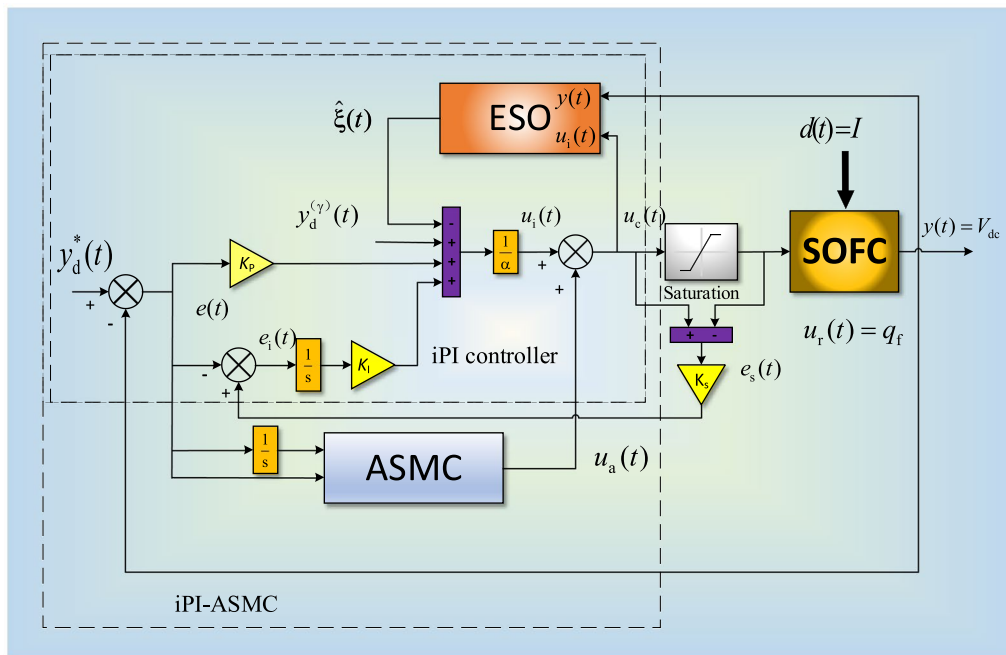 ESO
y(t)
u_i(t)
ξ̂(t)
d(t)=I
y_d^(γ)(t)
u_i(t)
u_c(t)
y_d^*(t)
K_P
-
+
+
+
1/α
+
+
SOFC
y(t) = V_dc
+
-
e(t)
Saturation
u_r(t) = q_f
e_i(t)
1/s
K_I
iPI controller
+ -
K_s
e_s(t)
-
+
1/s
ASMC
u_a(t)
iPI-ASMC